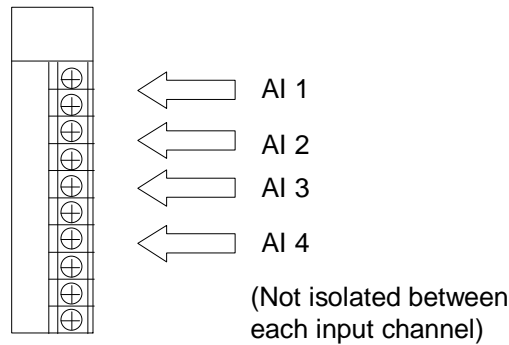 AI 1
AI 2
AI 3
AI 4
(Not isolated between
each input channel)